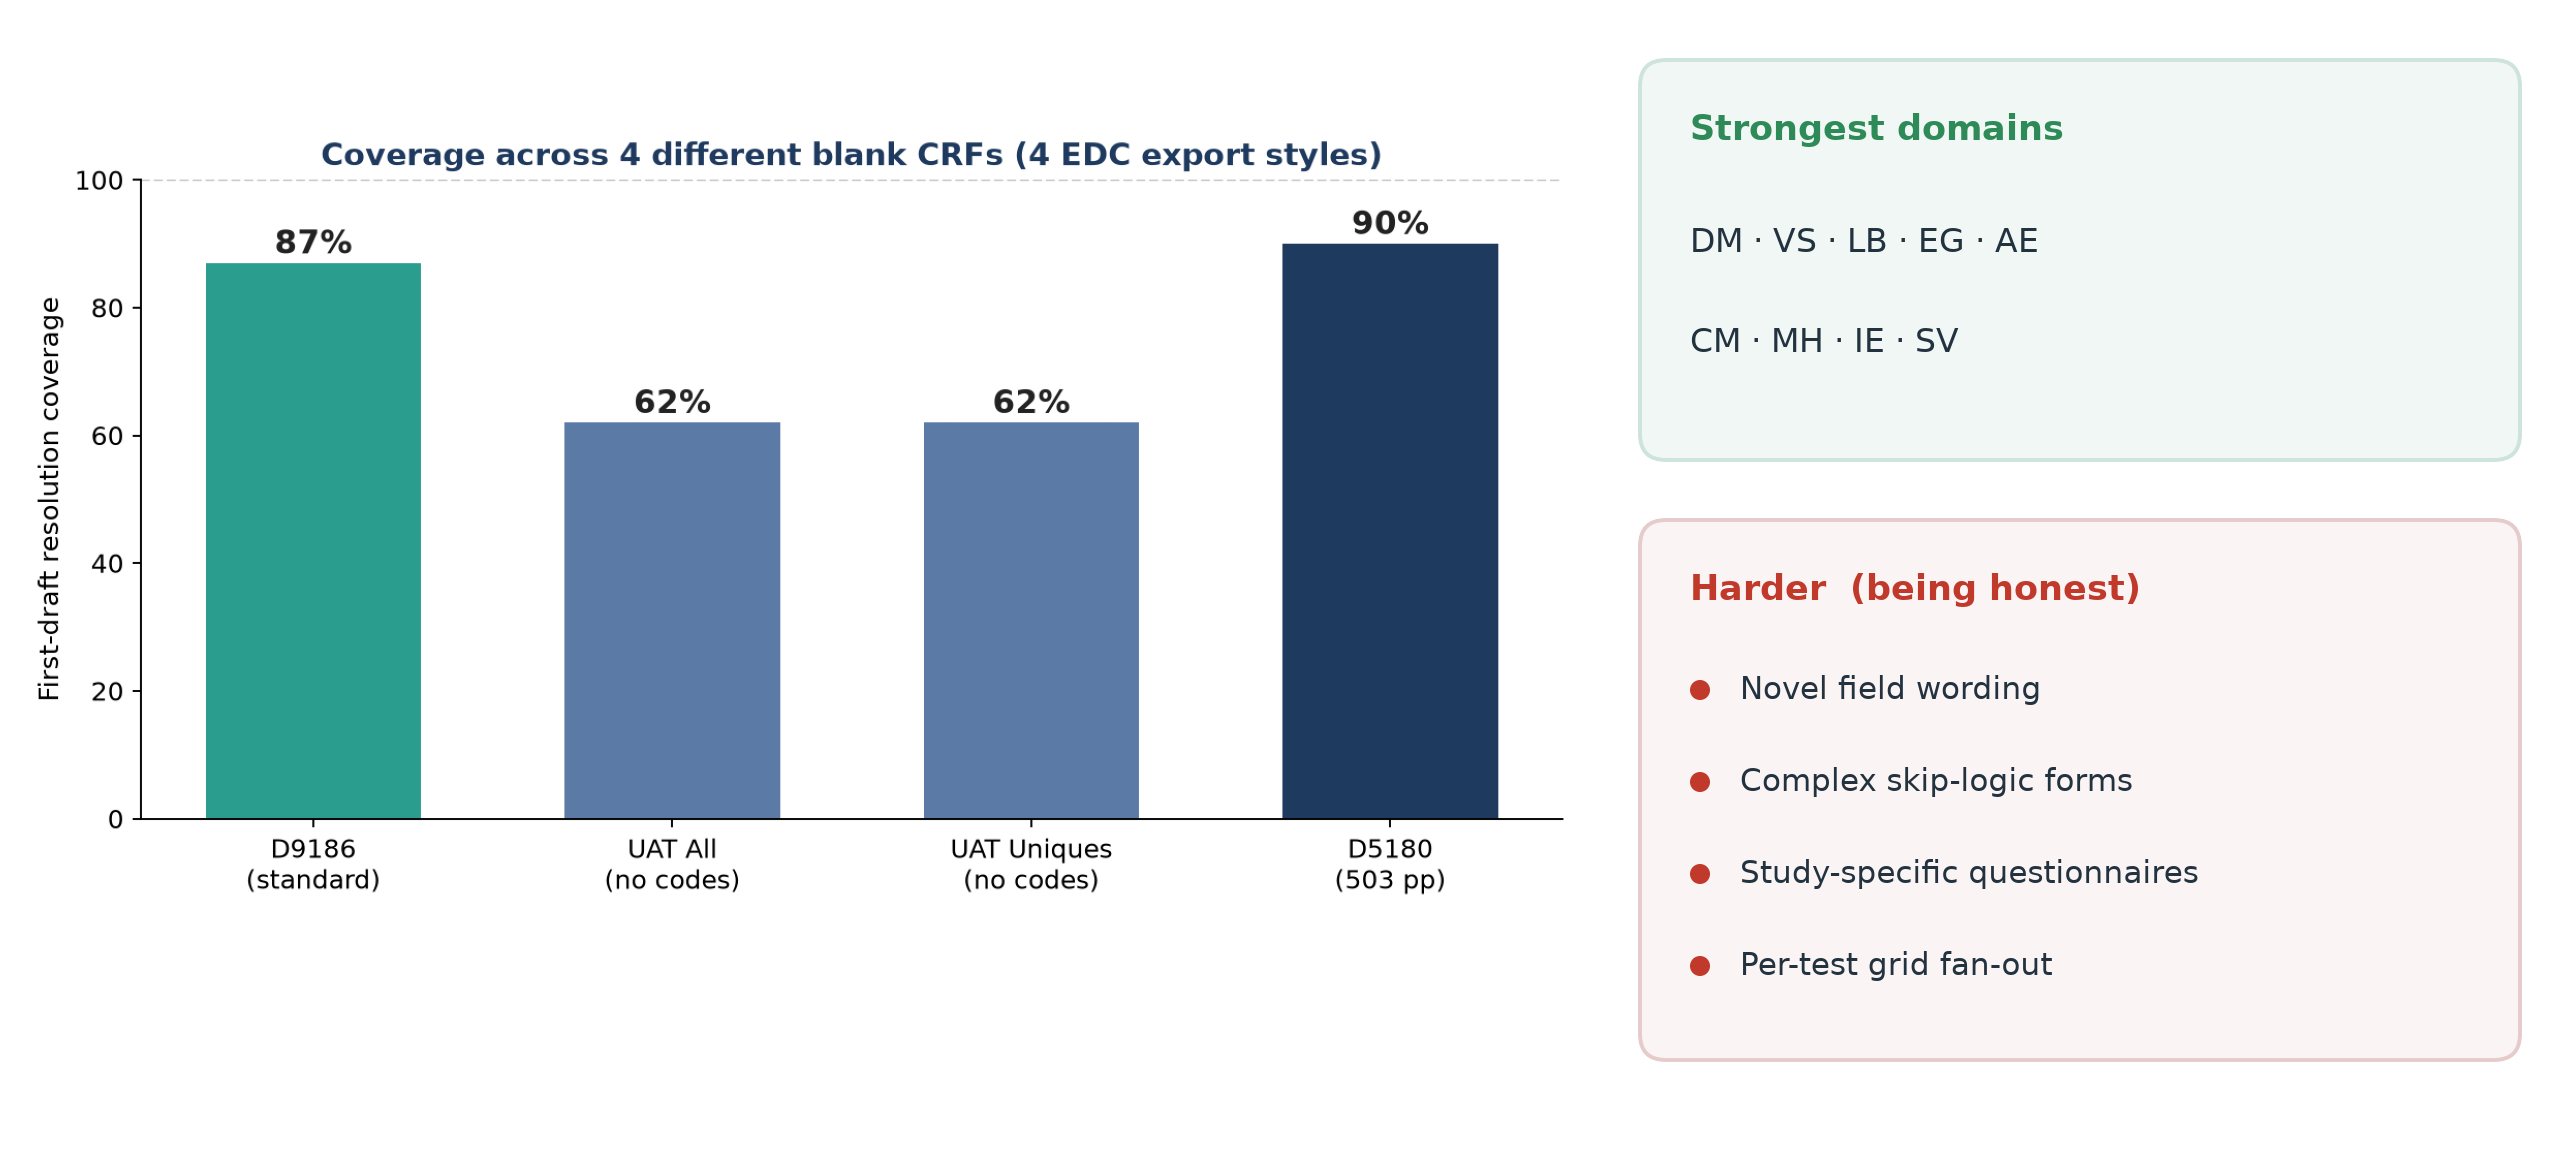 Coverage across 4 different blank CRFs (4 EDC export styles)
First-draft resolution coverage
100
80
60
40
20
0
87%
62%
62%
90%
D9186
(standard)
UAT All
(no codes)
UAT Uniques
(no codes)
D5180
(503 pp)
Strongest domains
DM · VS · LB · EG · AE
CM · MH · IE · SV
Harder (being honest)
Novel field wording
Complex skip-logic forms
Study-specific questionnaires
Per-test grid fan-out